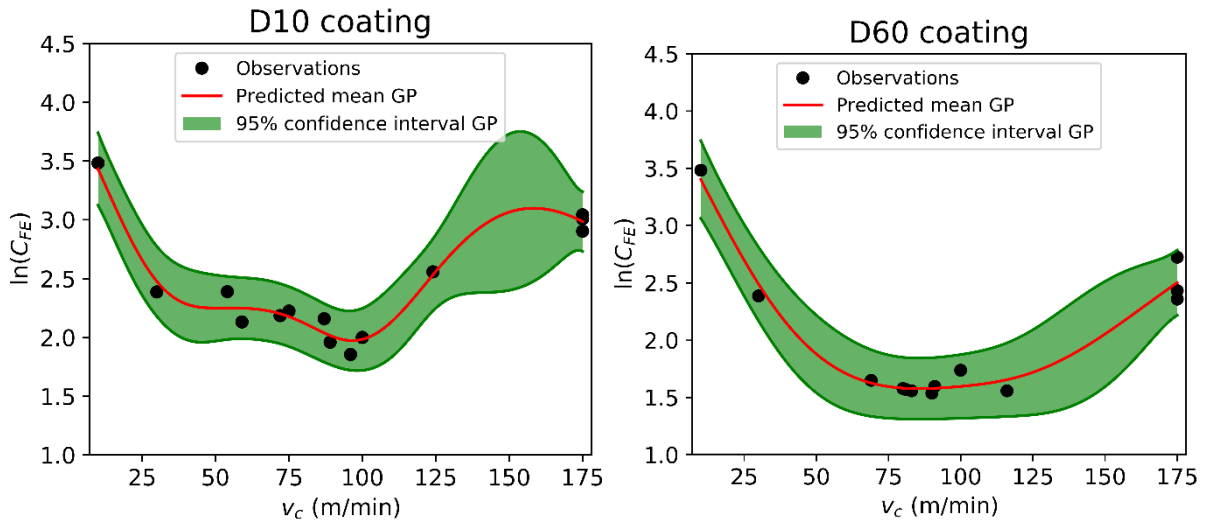 D10 coating
4.5
4.0
3.5
3.0
2.5
2.0
1.5
1.0
ln(C_FE)
Observations
Predicted mean GP
95% confidence interval GP
25 50 75 100 125 150 175
v_c (m/min)
D60 coating
4.5
4.0
3.5
3.0
2.5
2.0
1.5
1.0
ln(C_FE)
Observations
Predicted mean GP
95% confidence interval GP
25 50 75 100 125 150 175
v_c (m/min)